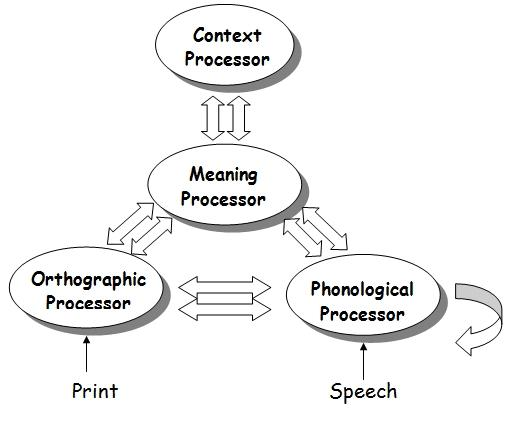 Context
Processor
Meaning
Processor
Orthographic
Processor
Phonological
Processor
Print
Speech